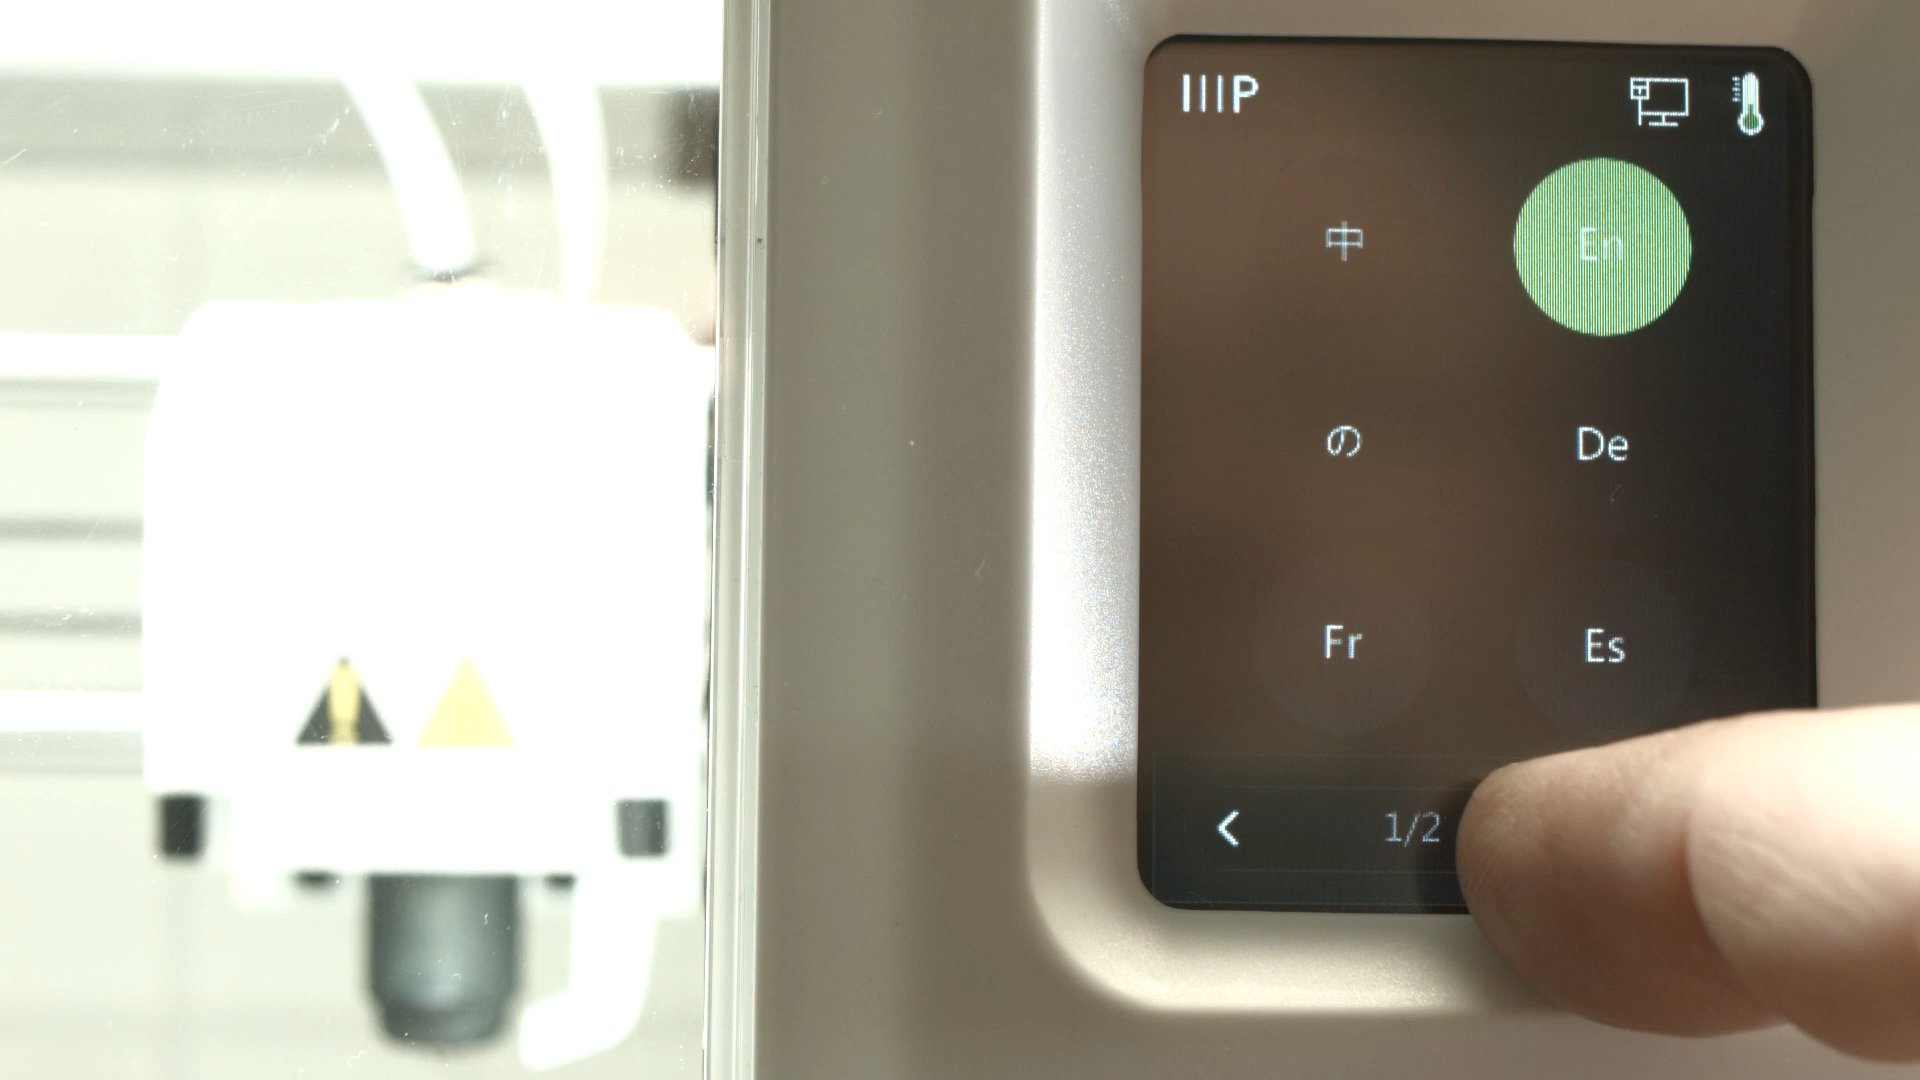 IIIP
中 En
の De
Fr Es
< 1/2